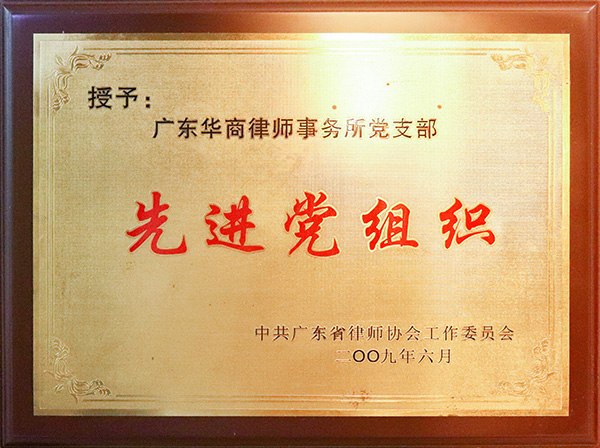 授予：
广东华商律师事务所党支部
先进党组织
中共广东省律师协会工作委员会
二〇〇九年六月